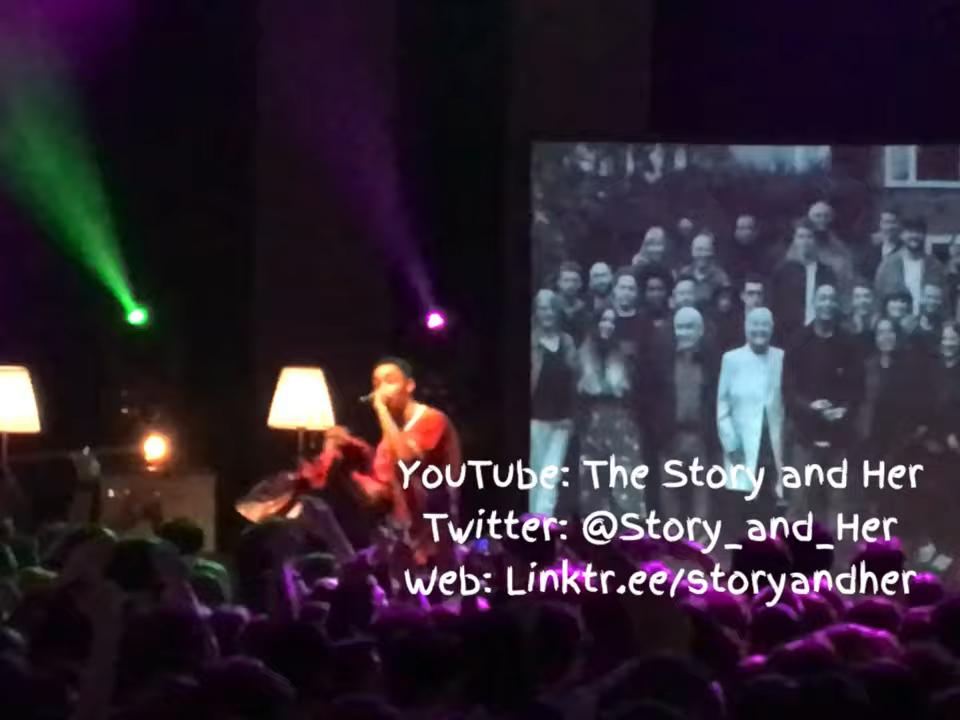 YouTube: The Story and Her
Twitter: @Story_and_Her
Web: Linktr.ee/storyandher